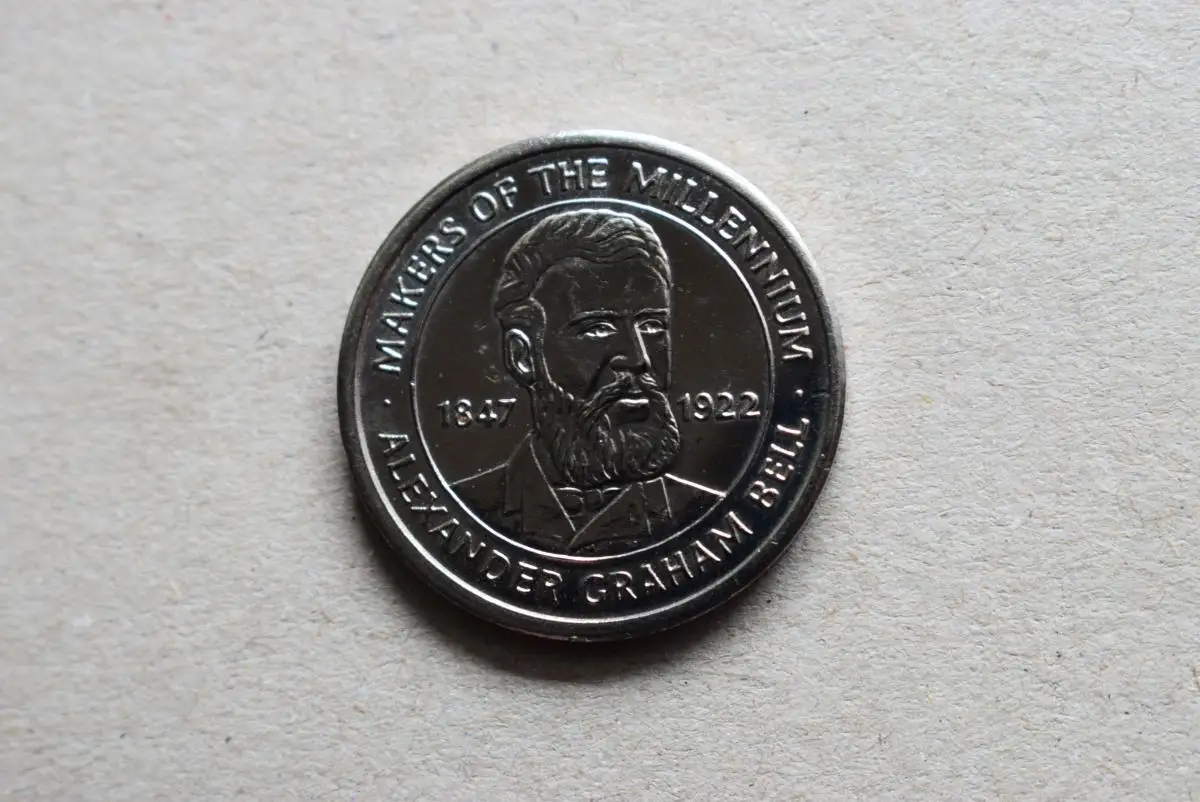 MAKERS OF THE MILLENNIUM
1847 1922
· ALEXANDER GRAHAM BELL ·